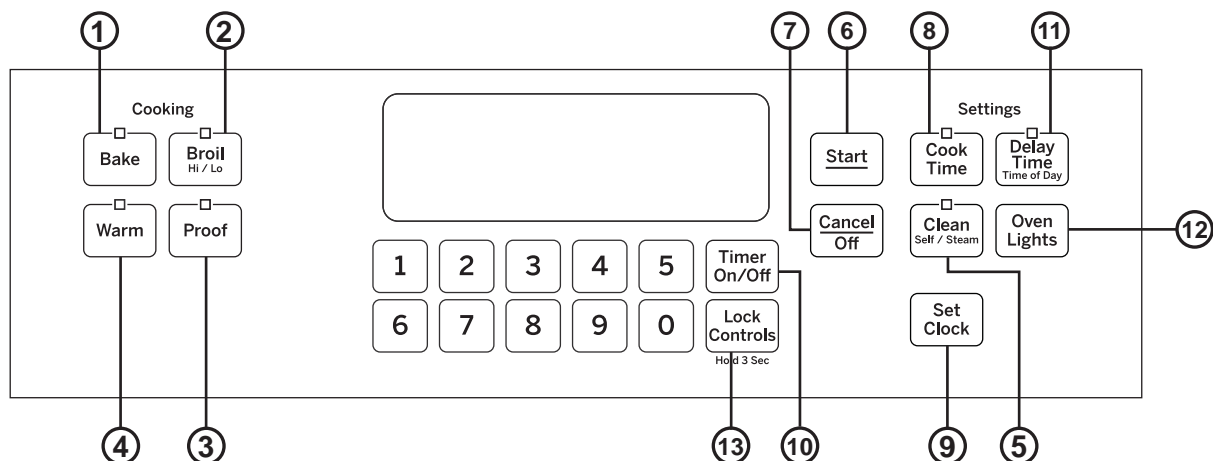 1 2 7 6 8 11
Cooking
Settings
Bake
Broil
Hi / Lo
Start
Cook
Time
Delay
Time
Time of Day
Warm
Proof
Cancel
Off
Clean
Self / Steam
Oven
Lights
12
1 2 3 4 5
Timer
On/Off
6 7 8 9 0
Lock
Controls
Hold 3 Sec
Set
Clock
4 3 13 10 9 5